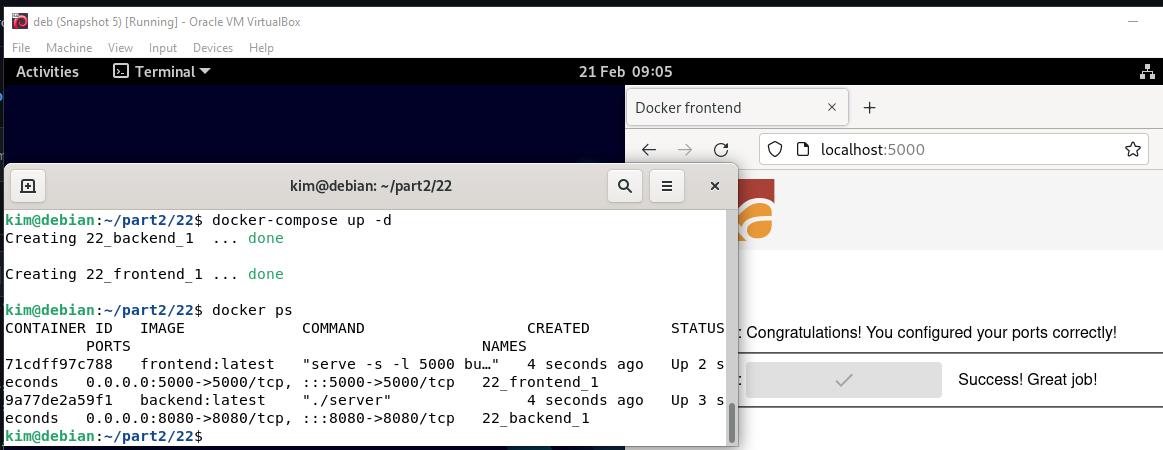 deb (Snapshot 5) [Running] - Oracle VM VirtualBox
File Machine View Input Devices Help
Activities Terminal 21 Feb 09:05
Docker frontend
localhost:5000
kim@debian: ~/part2/22
kim@debian:~/part2/22$ docker-compose up -d
Creating 22_backend_1  ... done
Creating 22_frontend_1 ... done
kim@debian:~/part2/22$ docker ps
CONTAINER ID   IMAGE             COMMAND                  CREATED         STATUS
         PORTS                                       NAMES
71cdff97c788   frontend:latest   "serve -s -l 5000 bu…"   4 seconds ago   Up 2 s
econds   0.0.0.0:5000->5000/tcp, :::5000->5000/tcp   22_frontend_1
9a77de2a59f1   backend:latest    "./server"               4 seconds ago   Up 3 s
econds   0.0.0.0:8080->8080/tcp, :::8080->8080/tcp   22_backend_1
kim@debian:~/part2/22$
: Congratulations! You configured your ports correctly!
: Success! Great job!